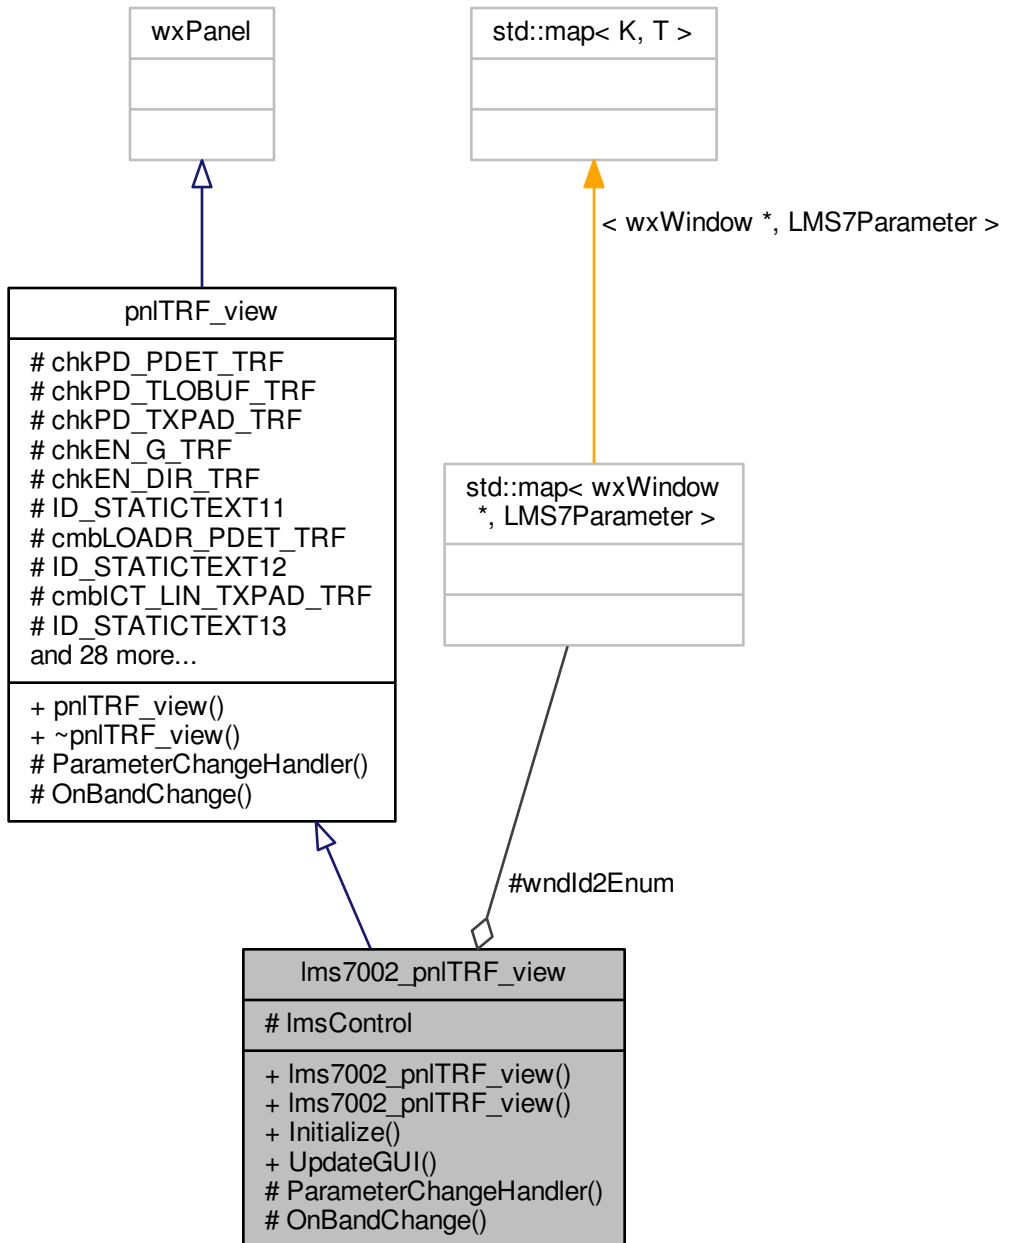 wxPanel
std::map< K, T >
< wxWindow *, LMS7Parameter >
pnlTRF_view
# chkPD_PDET_TRF
# chkPD_TLOBUF_TRF
# chkPD_TXPAD_TRF
# chkEN_G_TRF
# chkEN_DIR_TRF
# ID_STATICTEXT11
# cmbLOADR_PDET_TRF
# ID_STATICTEXT12
# cmbICT_LIN_TXPAD_TRF
# ID_STATICTEXT13
and 28 more...
+ pnlTRF_view()
+ ~pnlTRF_view()
# ParameterChangeHandler()
# OnBandChange()
std::map< wxWindow
*, LMS7Parameter >
#wndId2Enum
lms7002_pnlTRF_view
# lmsControl
+ lms7002_pnlTRF_view()
+ lms7002_pnlTRF_view()
+ Initialize()
+ UpdateGUI()
# ParameterChangeHandler()
# OnBandChange()